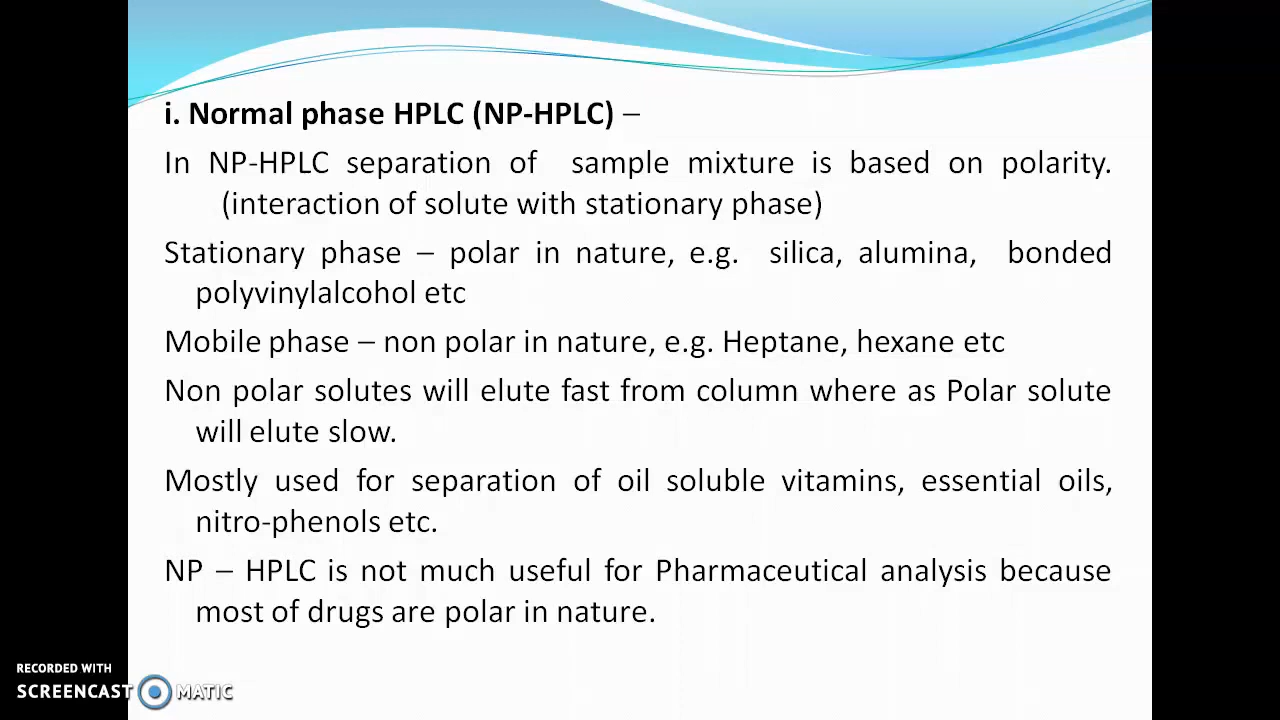 i. Normal phase HPLC (NP-HPLC) –
In NP-HPLC separation of sample mixture is based on polarity.
(interaction of solute with stationary phase)
Stationary phase – polar in nature, e.g. silica, alumina, bonded
polyvinylalcohol etc
Mobile phase – non polar in nature, e.g. Heptane, hexane etc
Non polar solutes will elute fast from column where as Polar solute
will elute slow.
Mostly used for separation of oil soluble vitamins, essential oils,
nitro-phenols etc.
NP – HPLC is not much useful for Pharmaceutical analysis because
most of drugs are polar in nature.
RECORDED WITH
SCREENCAST MATIC